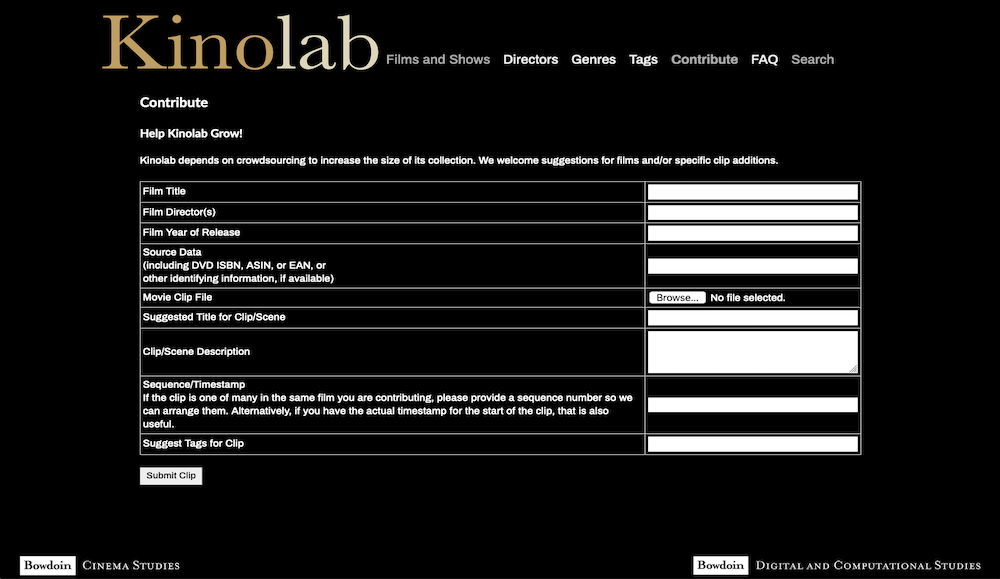 Kinolab
Films and Shows Directors Genres Tags Contribute FAQ Search
Contribute
Help Kinolab Grow!
Kinolab depends on crowdsourcing to increase the size of its collection. We welcome suggestions for films and/or specific clip additions.
Film Title
Film Director(s)
Film Year of Release
Source Data
(including DVD ISBN, ASIN, or EAN, or
other identifying information, if available)
Movie Clip File Browse... No file selected.
Suggested Title for Clip/Scene
Clip/Scene Description
Sequence/Timestamp
If the clip is one of many in the same film you are contributing, please provide a sequence number so we
can arrange them. Alternatively, if you have the actual timestamp for the start of the clip, that is also
useful.
Suggest Tags for Clip
Submit Clip
Bowdoin Cinema Studies
Bowdoin Digital and Computational Studies